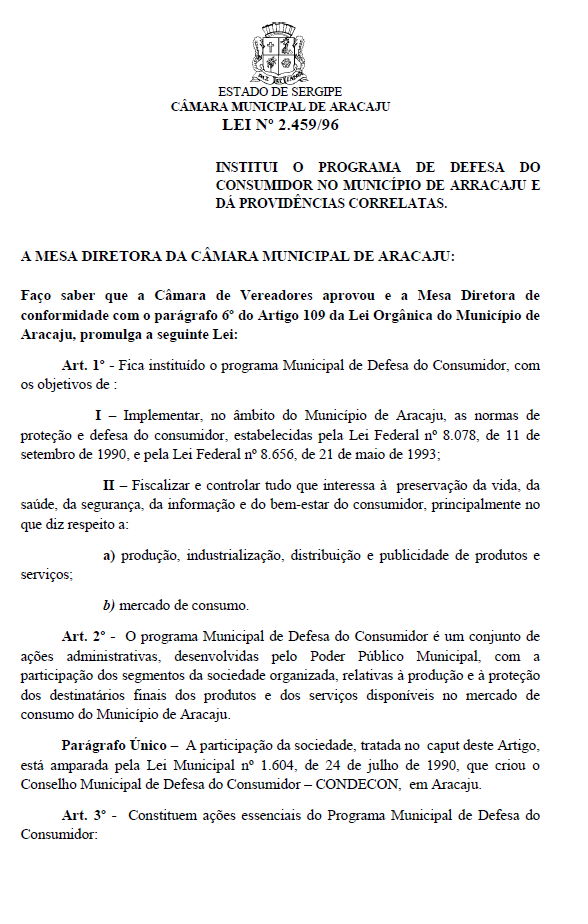 ESTADO DE SERGIPE
CÂMARA MUNICIPAL DE ARACAJU
LEI Nº 2.459/96
INSTITUI O PROGRAMA DE DEFESA DO
CONSUMIDOR NO MUNICÍPIO DE ARRACAJU E
DÁ PROVIDÊNCIAS CORRELATAS.
A MESA DIRETORA DA CÂMARA MUNICIPAL DE ARACAJU:
Faço saber que a Câmara de Vereadores aprovou e a Mesa Diretora de
conformidade com o parágrafo 6º do Artigo 109 da Lei Orgânica do Município de
Aracaju, promulga a seguinte Lei:
Art. 1º - Fica instituído o programa Municipal de Defesa do Consumidor, com
os objetivos de :
I – Implementar, no âmbito do Município de Aracaju, as normas de
proteção e defesa do consumidor, estabelecidas pela Lei Federal nº 8.078, de 11 de
setembro de 1990, e pela Lei Federal nº 8.656, de 21 de maio de 1993;
II – Fiscalizar e controlar tudo que interessa à preservação da vida, da
saúde, da segurança, da informação e do bem-estar do consumidor, principalmente no
que diz respeito a:
a) produção, industrialização, distribuição e publicidade de produtos e
serviços;
b) mercado de consumo.
Art. 2º - O programa Municipal de Defesa do Consumidor é um conjunto de
ações administrativas, desenvolvidas pelo Poder Público Municipal, com a
participação dos segmentos da sociedade organizada, relativas à produção e à proteção
dos destinatários finais dos produtos e dos serviços disponíveis no mercado de
consumo do Município de Aracaju.
Parágrafo Único – A participação da sociedade, tratada no caput deste Artigo,
está amparada pela Lei Municipal nº 1.604, de 24 de julho de 1990, que criou o
Conselho Municipal de Defesa do Consumidor – CONDECON, em Aracaju.
Art. 3º - Constituem ações essenciais do Programa Municipal de Defesa do
Consumidor: